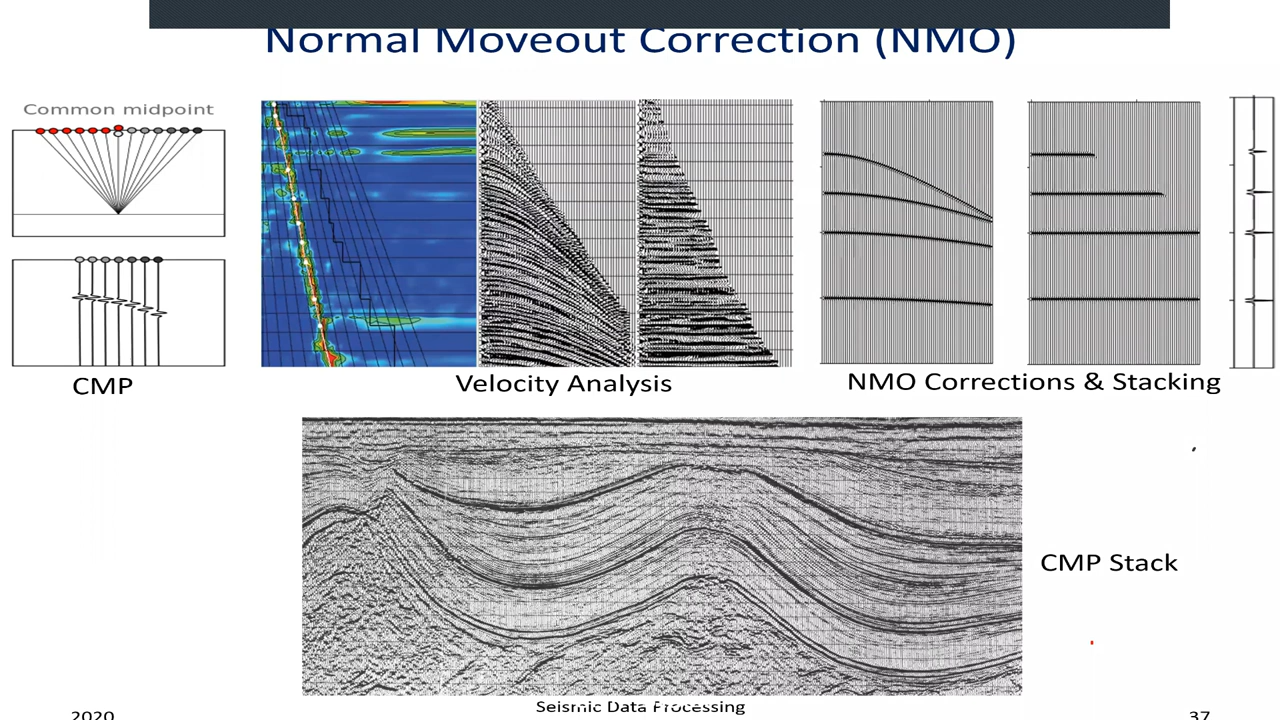 Normal Moveout Correction (NMO)
Common midpoint
CMP
Velocity Analysis
NMO Corrections & Stacking
CMP Stack
2020
Seismic Data Processing
37